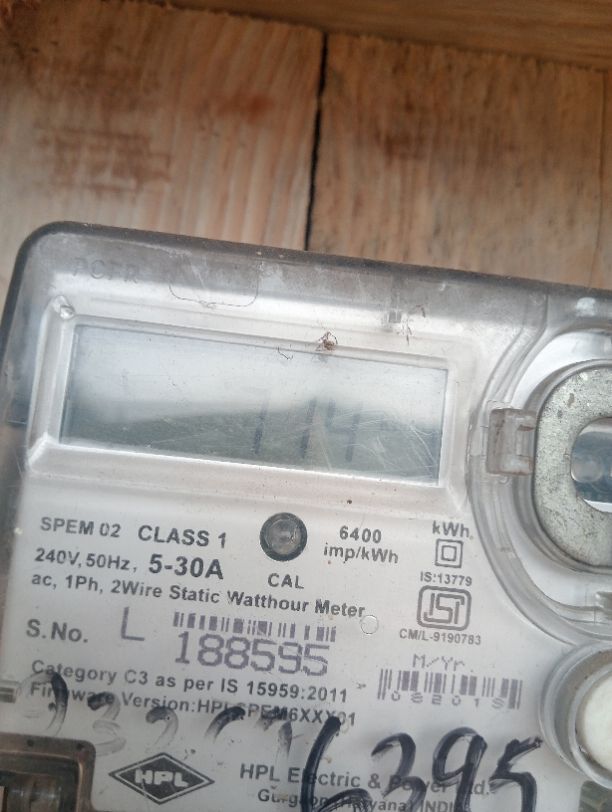 114
SPEM 02 CLASS 1
6400
imp/kWh
kWh
240V, 50Hz, 5-30A
CAL
IS:13779
ac, 1Ph, 2Wire Static Watthour Meter
ISI
CM/L-9190783
S.No. L 188595
M/Yr.
Category C3 as per IS 15959:2011
6395
HPL
HPL Electric & Power Ltd.